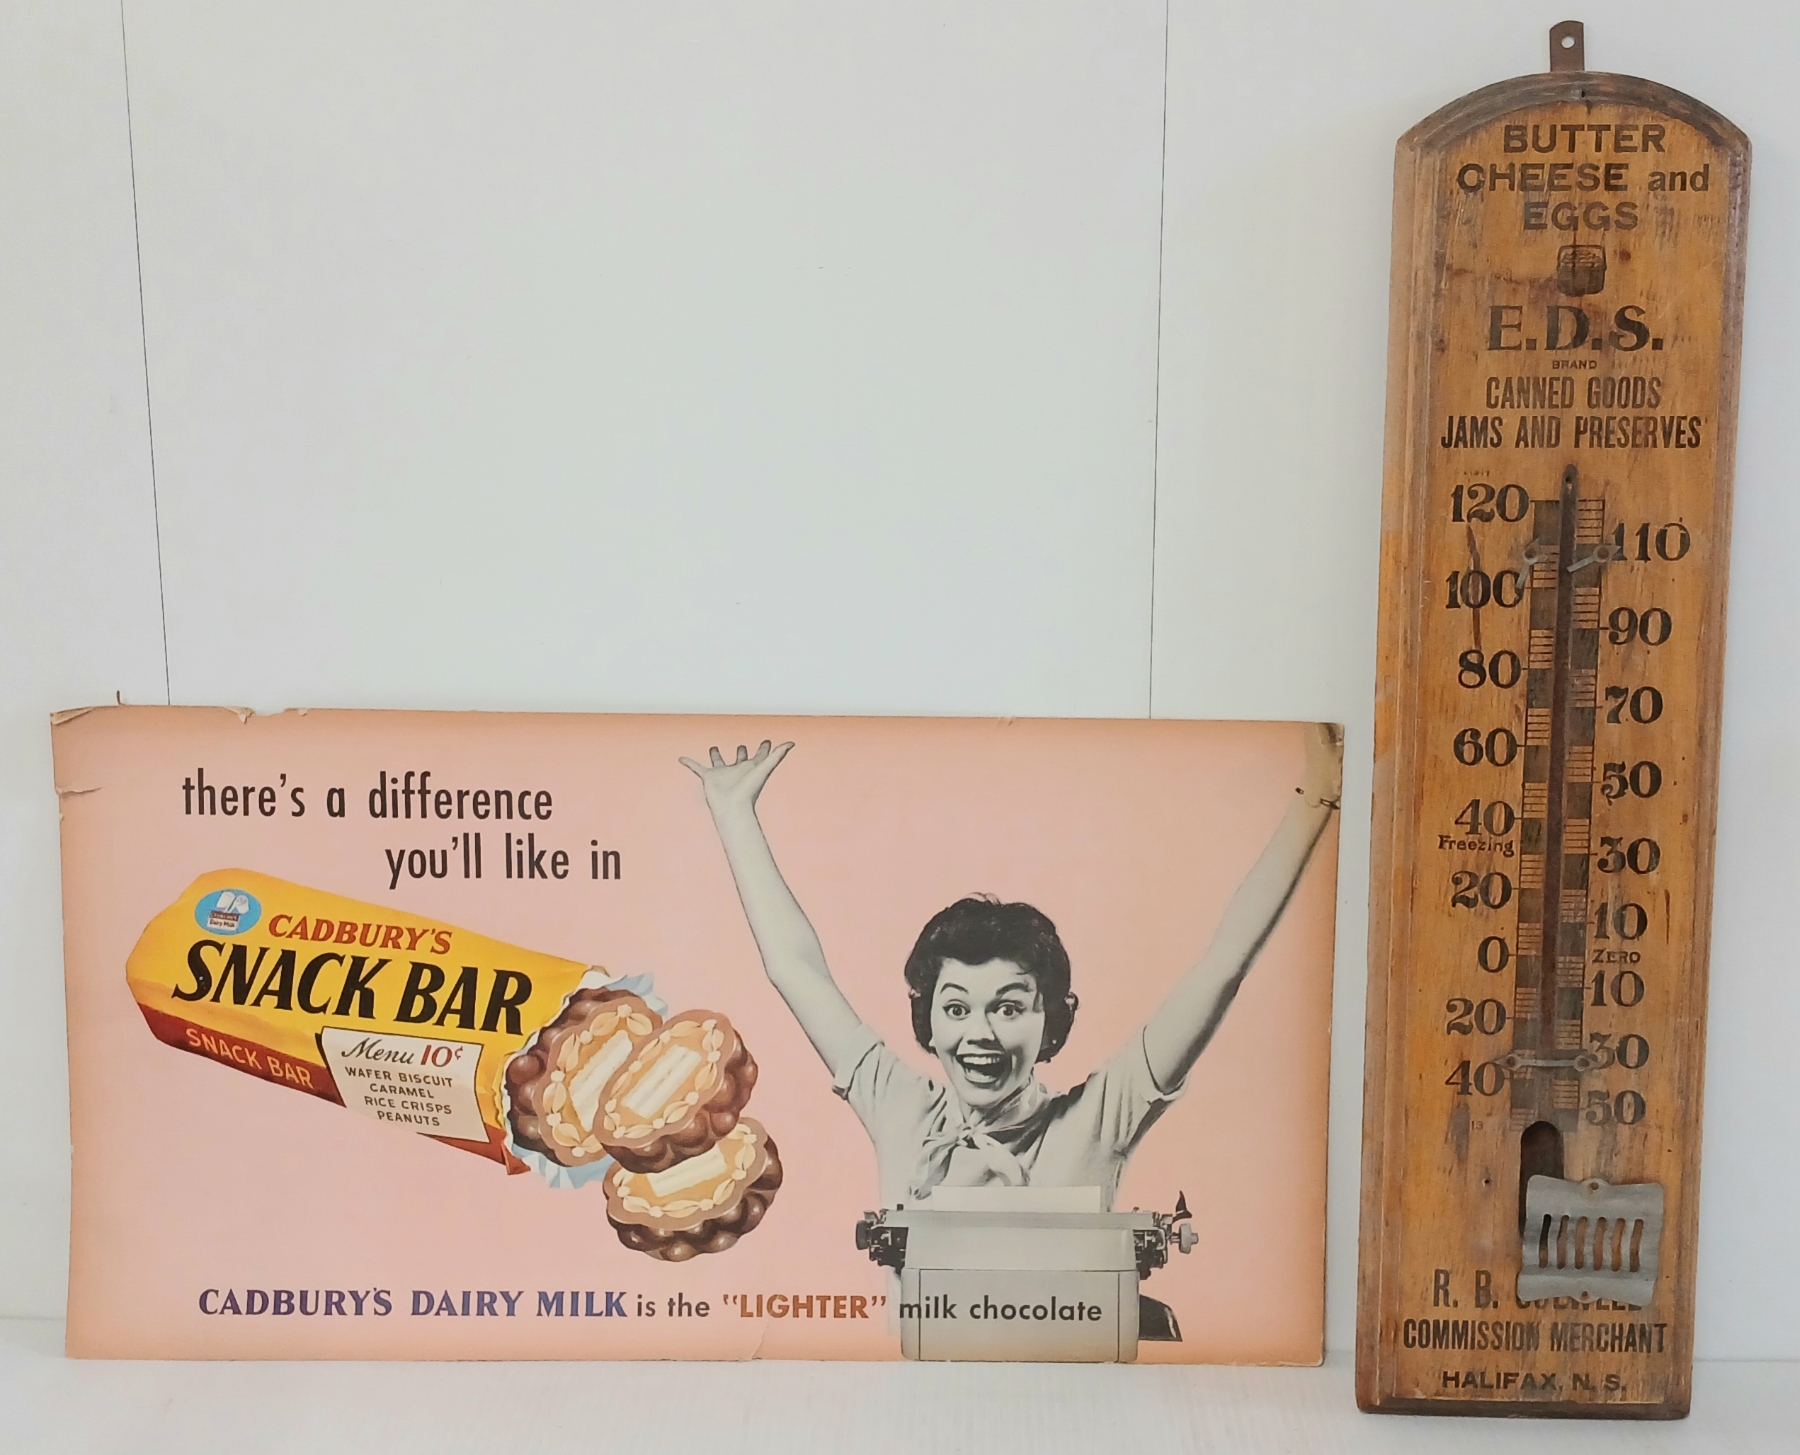 there's a difference
you'll like in
CADBURY'S
SNACK BAR
SNACK BAR
Menu 10¢
WAFER BISCUIT
CARAMEL
RICE CRISPS
PEANUTS
CADBURY'S DAIRY MILK is the "LIGHTER" milk chocolate
BUTTER
CHEESE and
EGGS
E.D.S.
BRAND
CANNED GOODS
JAMS AND PRESERVES
120
110
100
90
80
70
60
50
40
Freezing
30
20
10
0
ZERO
10
20
30
40
50
R. B.
COMMISSION MERCHANT
HALIFAX, N. S.